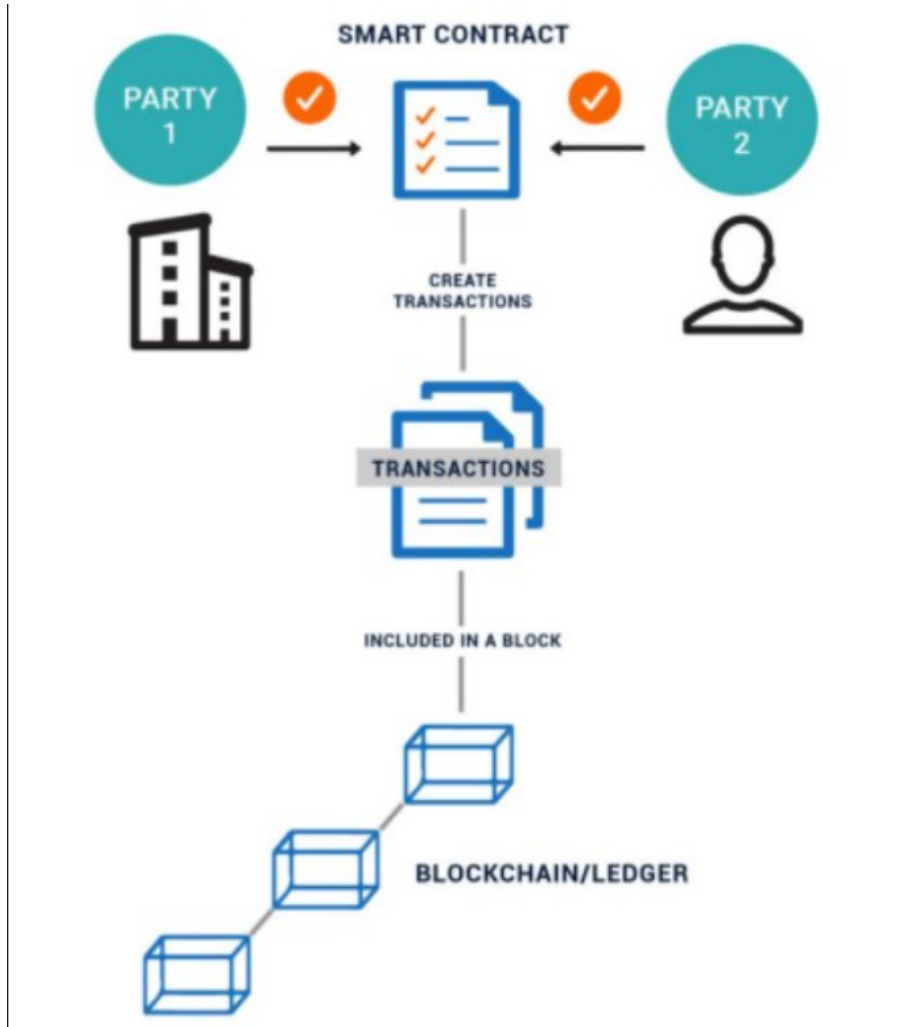 SMART CONTRACT
PARTY
1
PARTY
2
CREATE
TRANSACTIONS
TRANSACTIONS
INCLUDED IN A BLOCK
BLOCKCHAIN/LEDGER